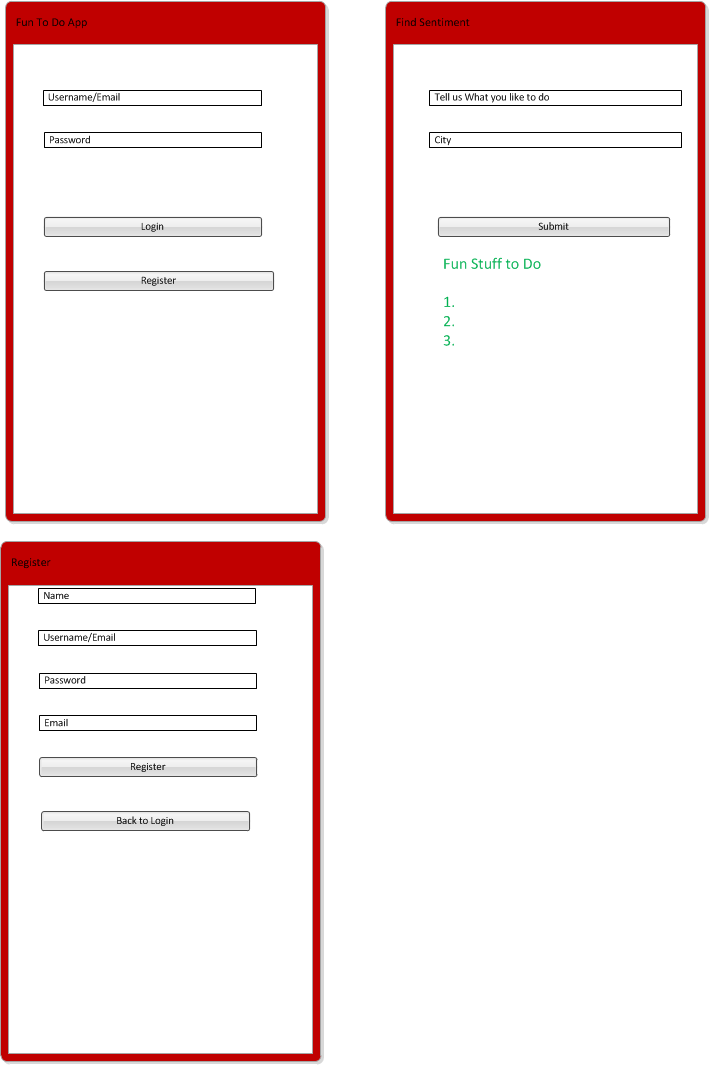 Fun To Do App
Username/Email
Password
Login
Register
Find Sentiment
Tell us What you like to do
City
Submit
Fun Stuff to Do
1.
2.
3.
Register
Name
Username/Email
Password
Email
Register
Back to Login